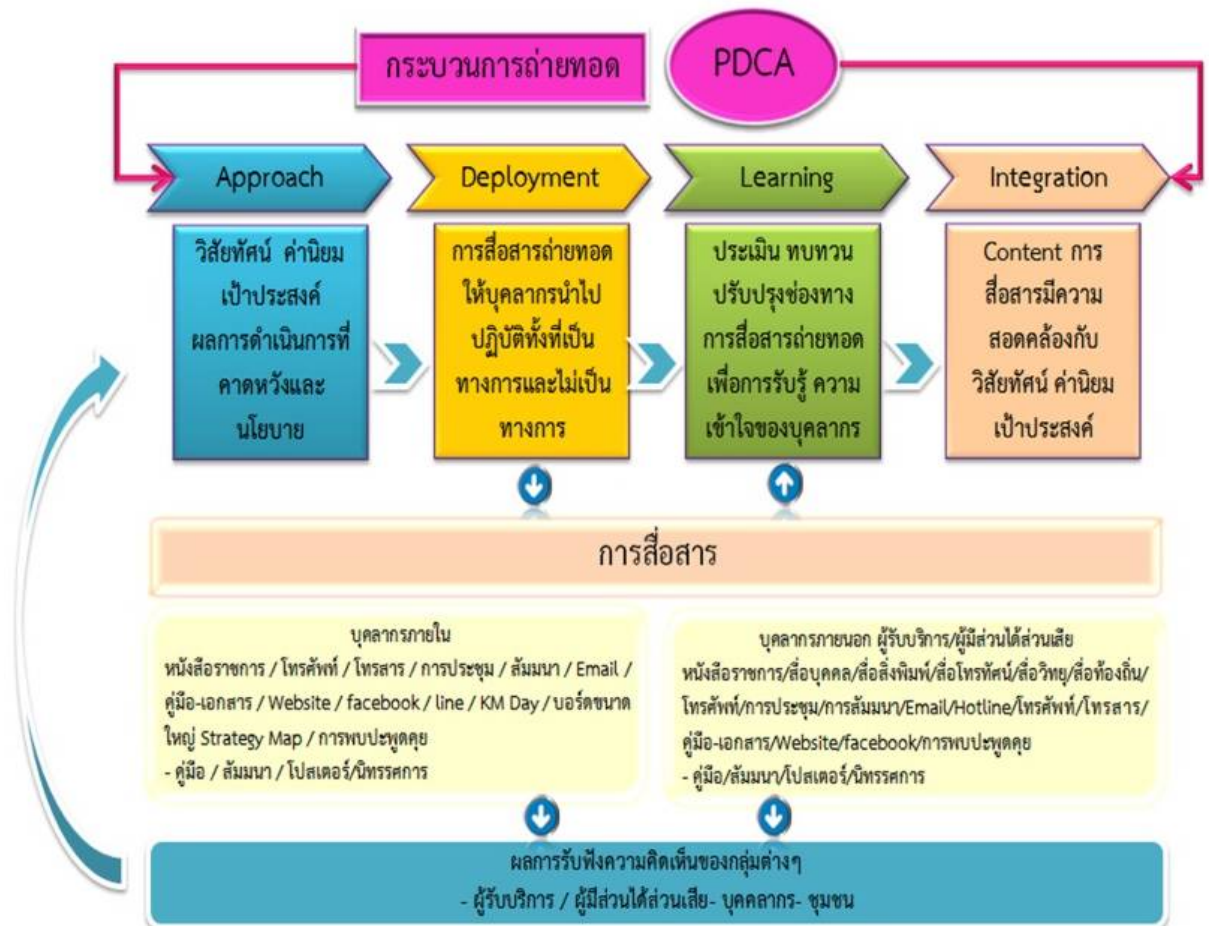 กระบวนการถ่ายทอด
PDCA
Approach
Deployment
Learning
Integration
วิสัยทัศน์ ค่านิยม
เป้าประสงค์
ผลการดำเนินการที่
คาดหวังและ
นโยบาย
การสื่อสารถ่ายทอด
ให้บุคลากรนำไป
ปฏิบัติทั้งที่เป็น
ทางการและไม่เป็น
ทางการ
ประเมิน ทบทวน
ปรับปรุงช่องทาง
การสื่อสารถ่ายทอด
เพื่อการรับรู้ ความ
เข้าใจของบุคลากร
Content การ
สื่อสารมีความ
สอดคล้องกับ
วิสัยทัศน์ ค่านิยม
เป้าประสงค์
การสื่อสาร
บุคลากรภายใน
หนังสือราชการ / โทรศัพท์ / โทรสาร / การประชุม / สัมมนา / Email /
คู่มือ-เอกสาร / Website / facebook / line / KM Day / บอร์ดขนาด
ใหญ่ Strategy Map / การพบปะพูดคุย
- คู่มือ / สัมมนา / โปสเตอร์/นิทรรศการ
บุคลากรภายนอก ผู้รับบริการ/ผู้มีส่วนได้ส่วนเสีย
หนังสือราชการ/สื่อบุคคล/สื่อสิ่งพิมพ์/สื่อโทรทัศน์/สื่อวิทยุ/สื่อท้องถิ่น/
โทรศัพท์/การประชุม/การสัมมนา/Email/Hotline/โทรศัพท์/โทรสาร/
คู่มือ-เอกสาร/Website/facebook/การพบปะพูดคุย
- คู่มือ/สัมมนา/โปสเตอร์/นิทรรศการ
ผลการรับฟังความคิดเห็นของกลุ่มต่างๆ
- ผู้รับบริการ / ผู้มีส่วนได้ส่วนเสีย- บุคคลากร- ชุมชน